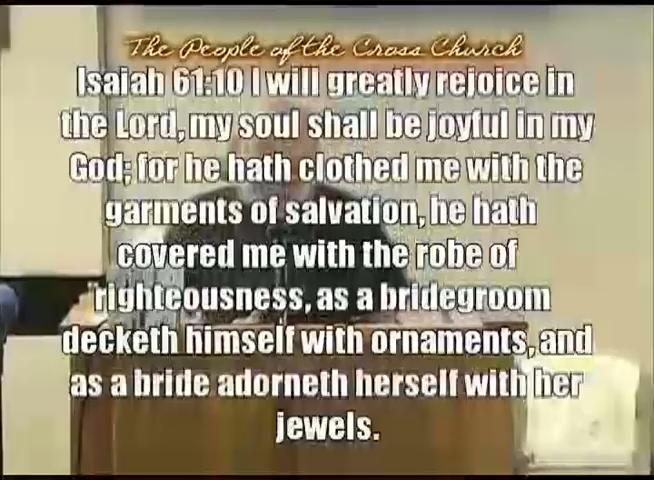 The People of the Cross Church
Isaiah 61:10 I will greatly rejoice in
the Lord, my soul shall be joyful in my
God; for he hath clothed me with the
garments of salvation, he hath
covered me with the robe of
righteousness, as a bridegroom
decketh himself with ornaments, and
as a bride adorneth herself with her
jewels.